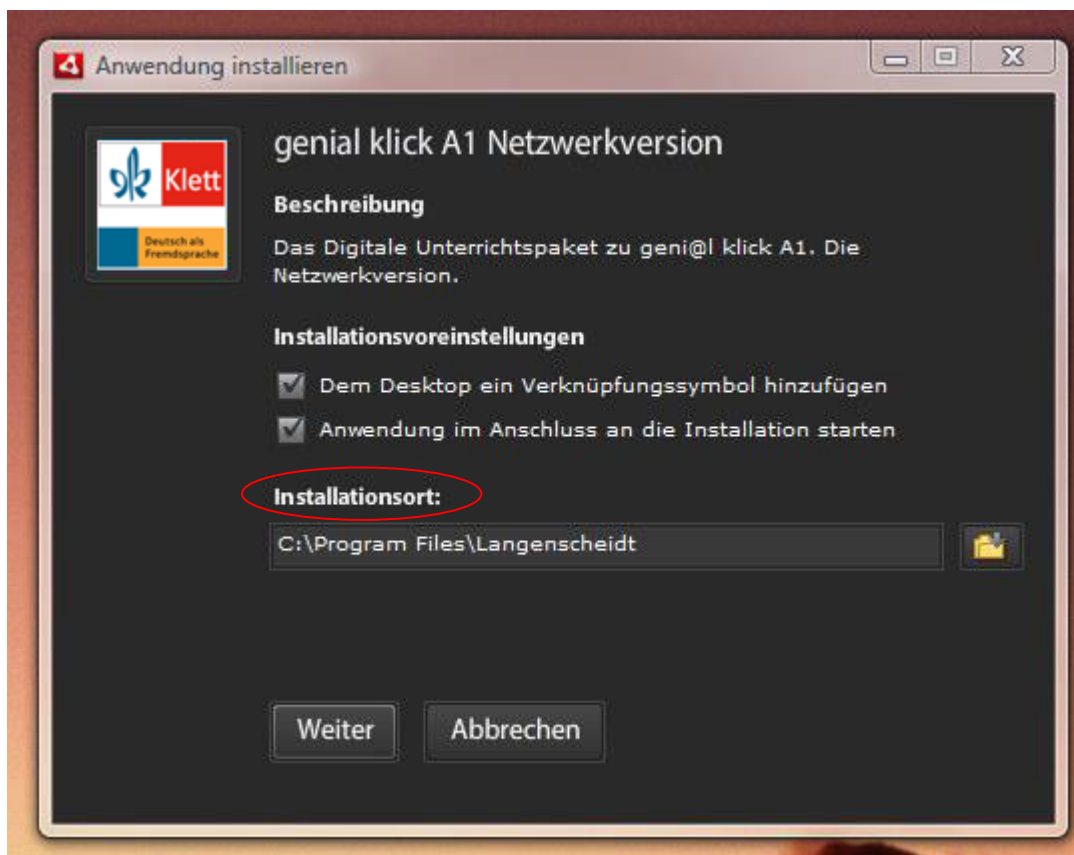 Anwendung installieren
genial klick A1 Netzwerkversion
Klett
Deutsch als
Fremdsprache
Beschreibung
Das Digitale Unterrichtspaket zu geni@l klick A1. Die
Netzwerkversion.
Installationsvoreinstellungen
Dem Desktop ein Verknüpfungssymbol hinzufügen
Anwendung im Anschluss an die Installation starten
Installationsort:
C:\Program Files\Langenscheidt
Weiter
Abbrechen